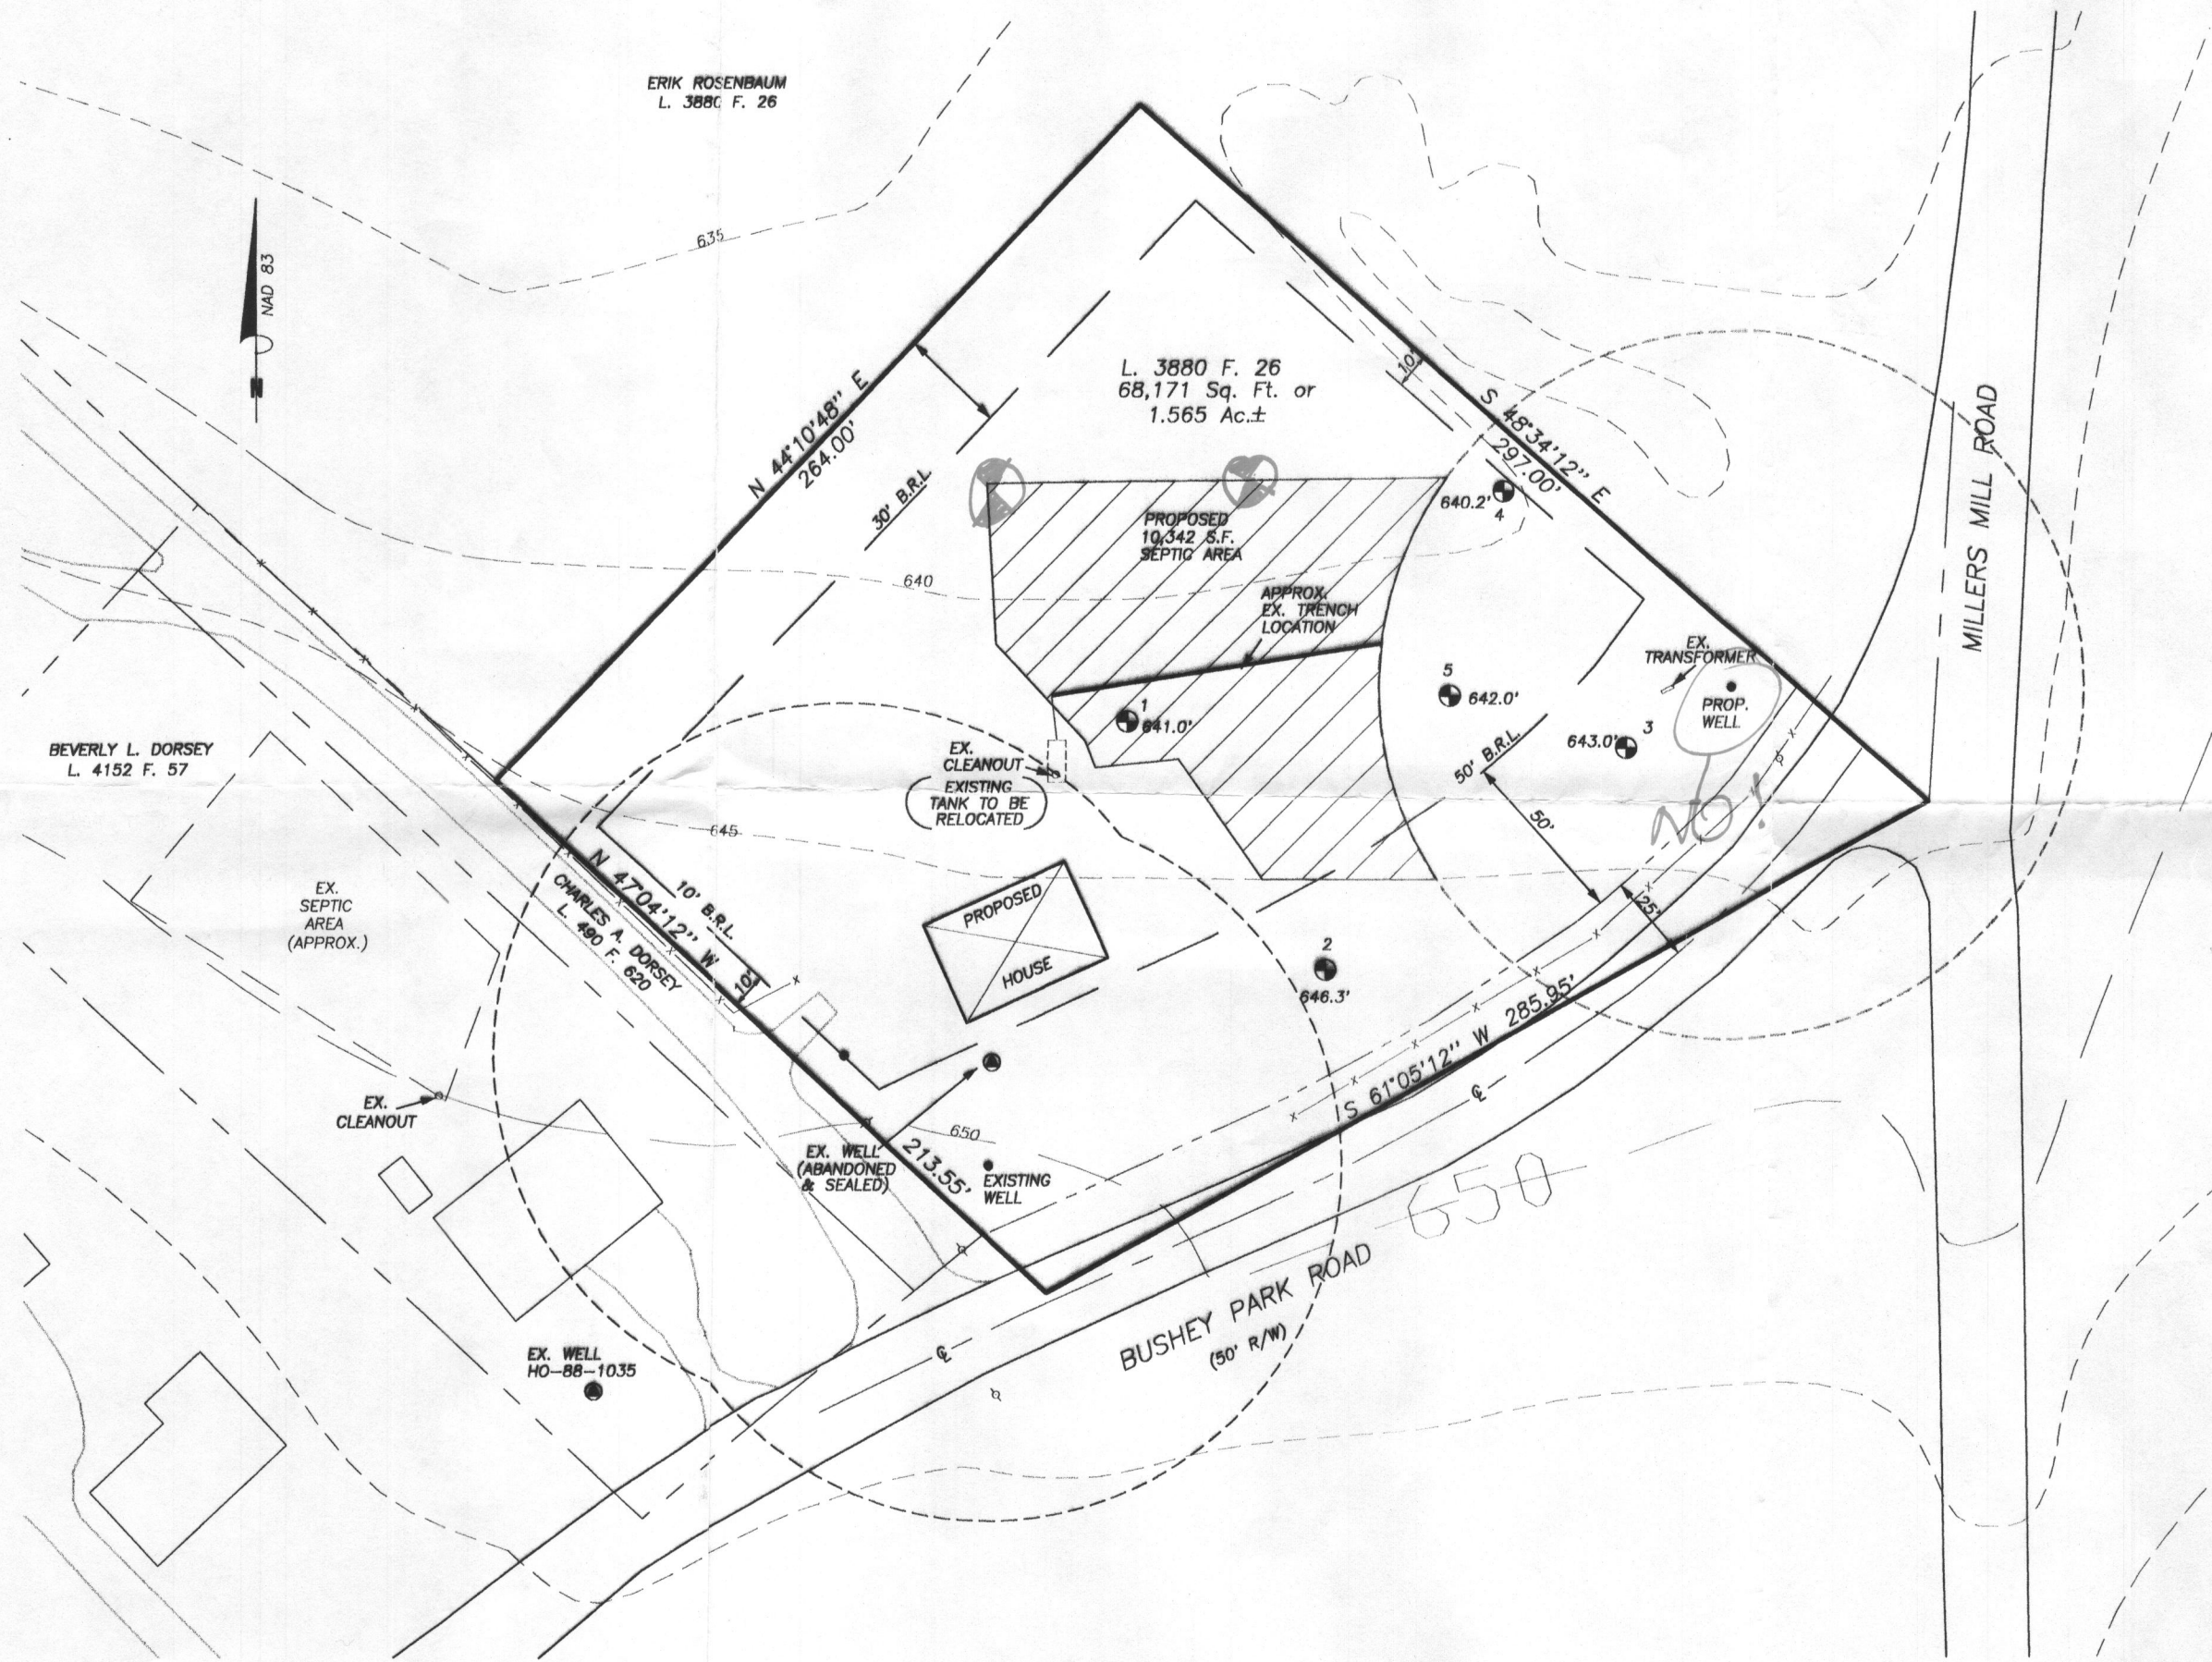 ERIK ROSENBAUM
L. 3880 F. 26
635
NAD 83
N
L. 3880 F. 26
68,171 Sq. Ft. or
1.565 Ac.±
10'
N 44°10'48" E
264.00'
S 48°34'12" E
297.00'
MILLERS MILL ROAD
30' B.R.L.
640.2'
4
PROPOSED
10,342 S.F.
SEPTIC AREA
640
APPROX.
EX. TRENCH
LOCATION
EX.
TRANSFORMER
5
642.0'
PROP.
WELL
1
641.0'
643.0'
3
BEVERLY L. DORSEY
L. 4152 F. 57
EX.
CLEANOUT
EXISTING
TANK TO BE
RELOCATED
50' B.R.L.
50'
645
EX.
SEPTIC
AREA
(APPROX.)
N 47°04'12" W
10' B.R.L.
CHARLES A. DORSEY
L. 490 F. 620
10'
PROPOSED
HOUSE
25'
2
646.3'
S 61°05'12" W 285.95'
EX.
CLEANOUT
650
213.55'
EX. WELL
(ABANDONED
& SEALED)
EXISTING
WELL
650
BUSHEY PARK ROAD
(50' R/W)
EX. WELL
HO-88-1035